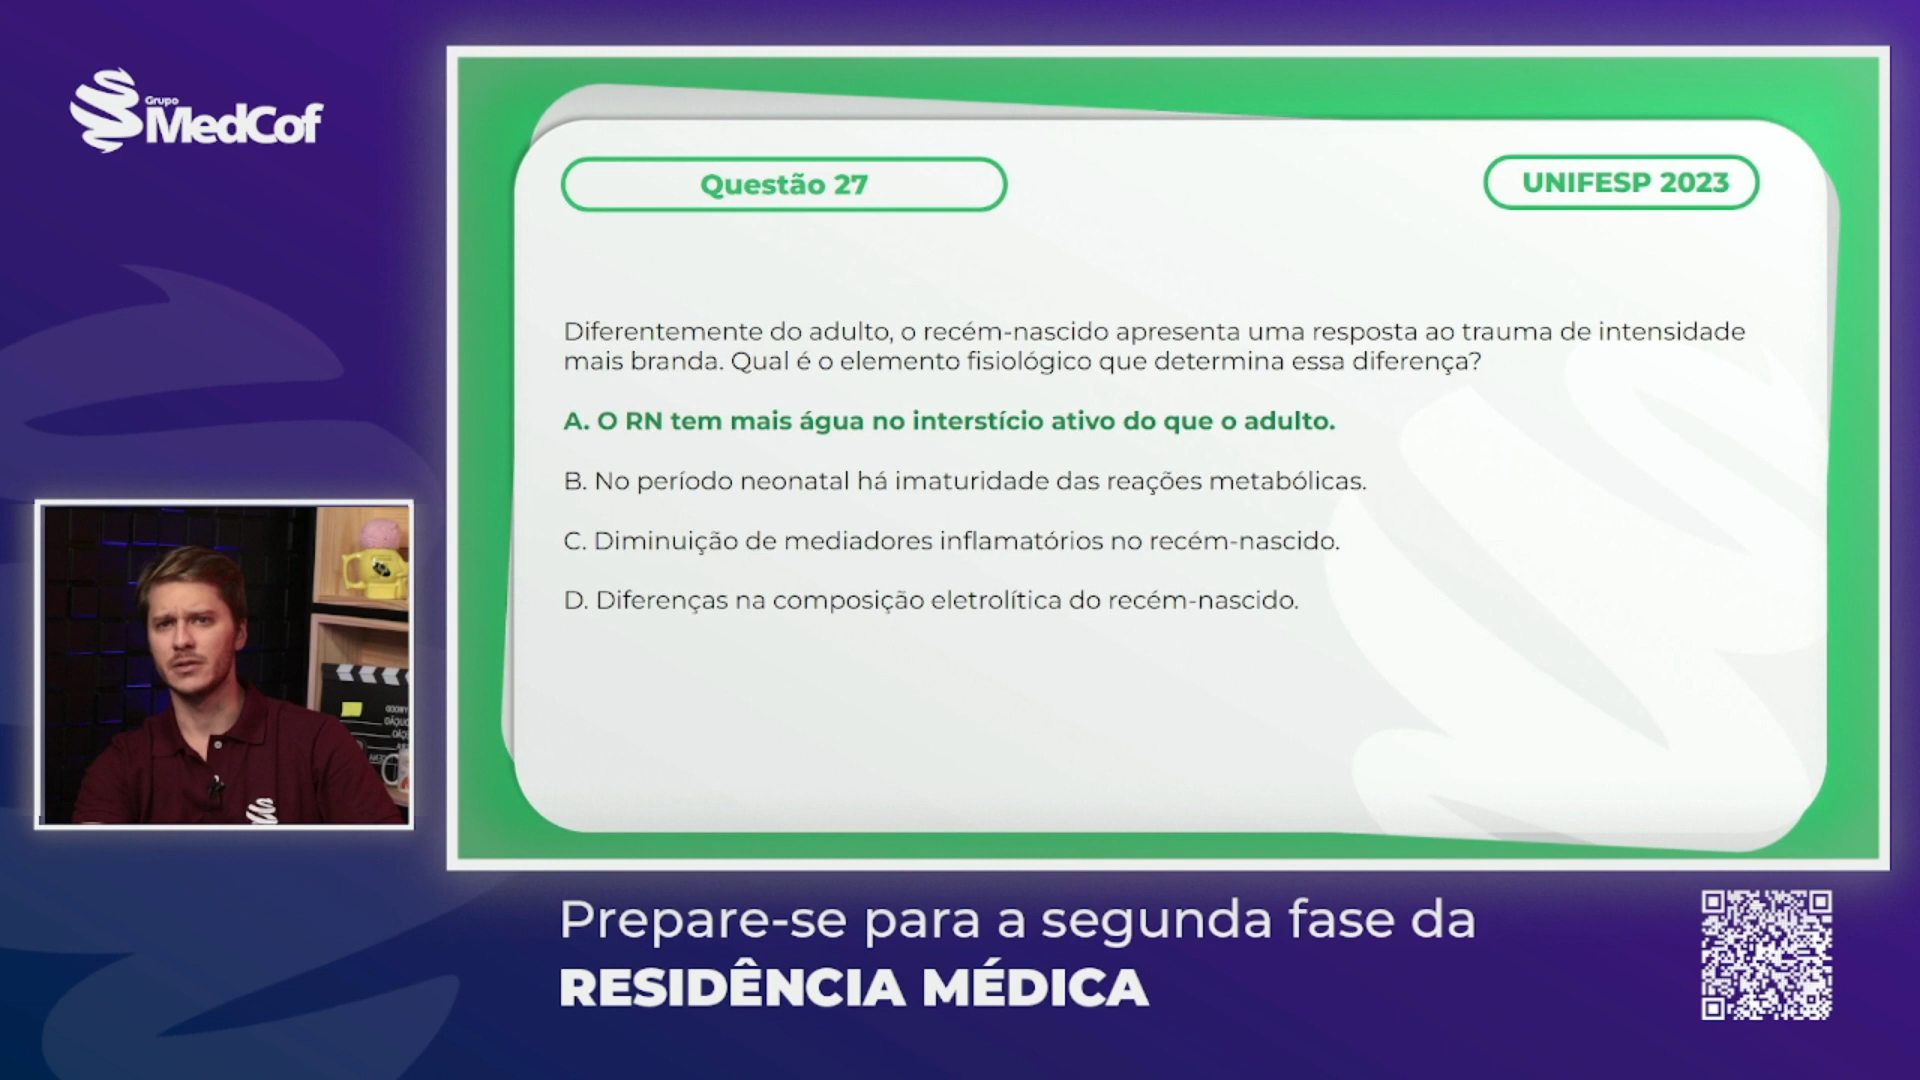 Grupo
MedCof
Questão 27
UNIFESP 2023
Diferentemente do adulto, o recém-nascido apresenta uma resposta ao trauma de intensidade
mais branda. Qual é o elemento fisiológico que determina essa diferença?
A. O RN tem mais água no interstício ativo do que o adulto.
B. No período neonatal há imaturidade das reações metabólicas.
C. Diminuição de mediadores inflamatórios no recém-nascido.
D. Diferenças na composição eletrolítica do recém-nascido.
Prepare-se para a segunda fase da
RESIDÊNCIA MÉDICA